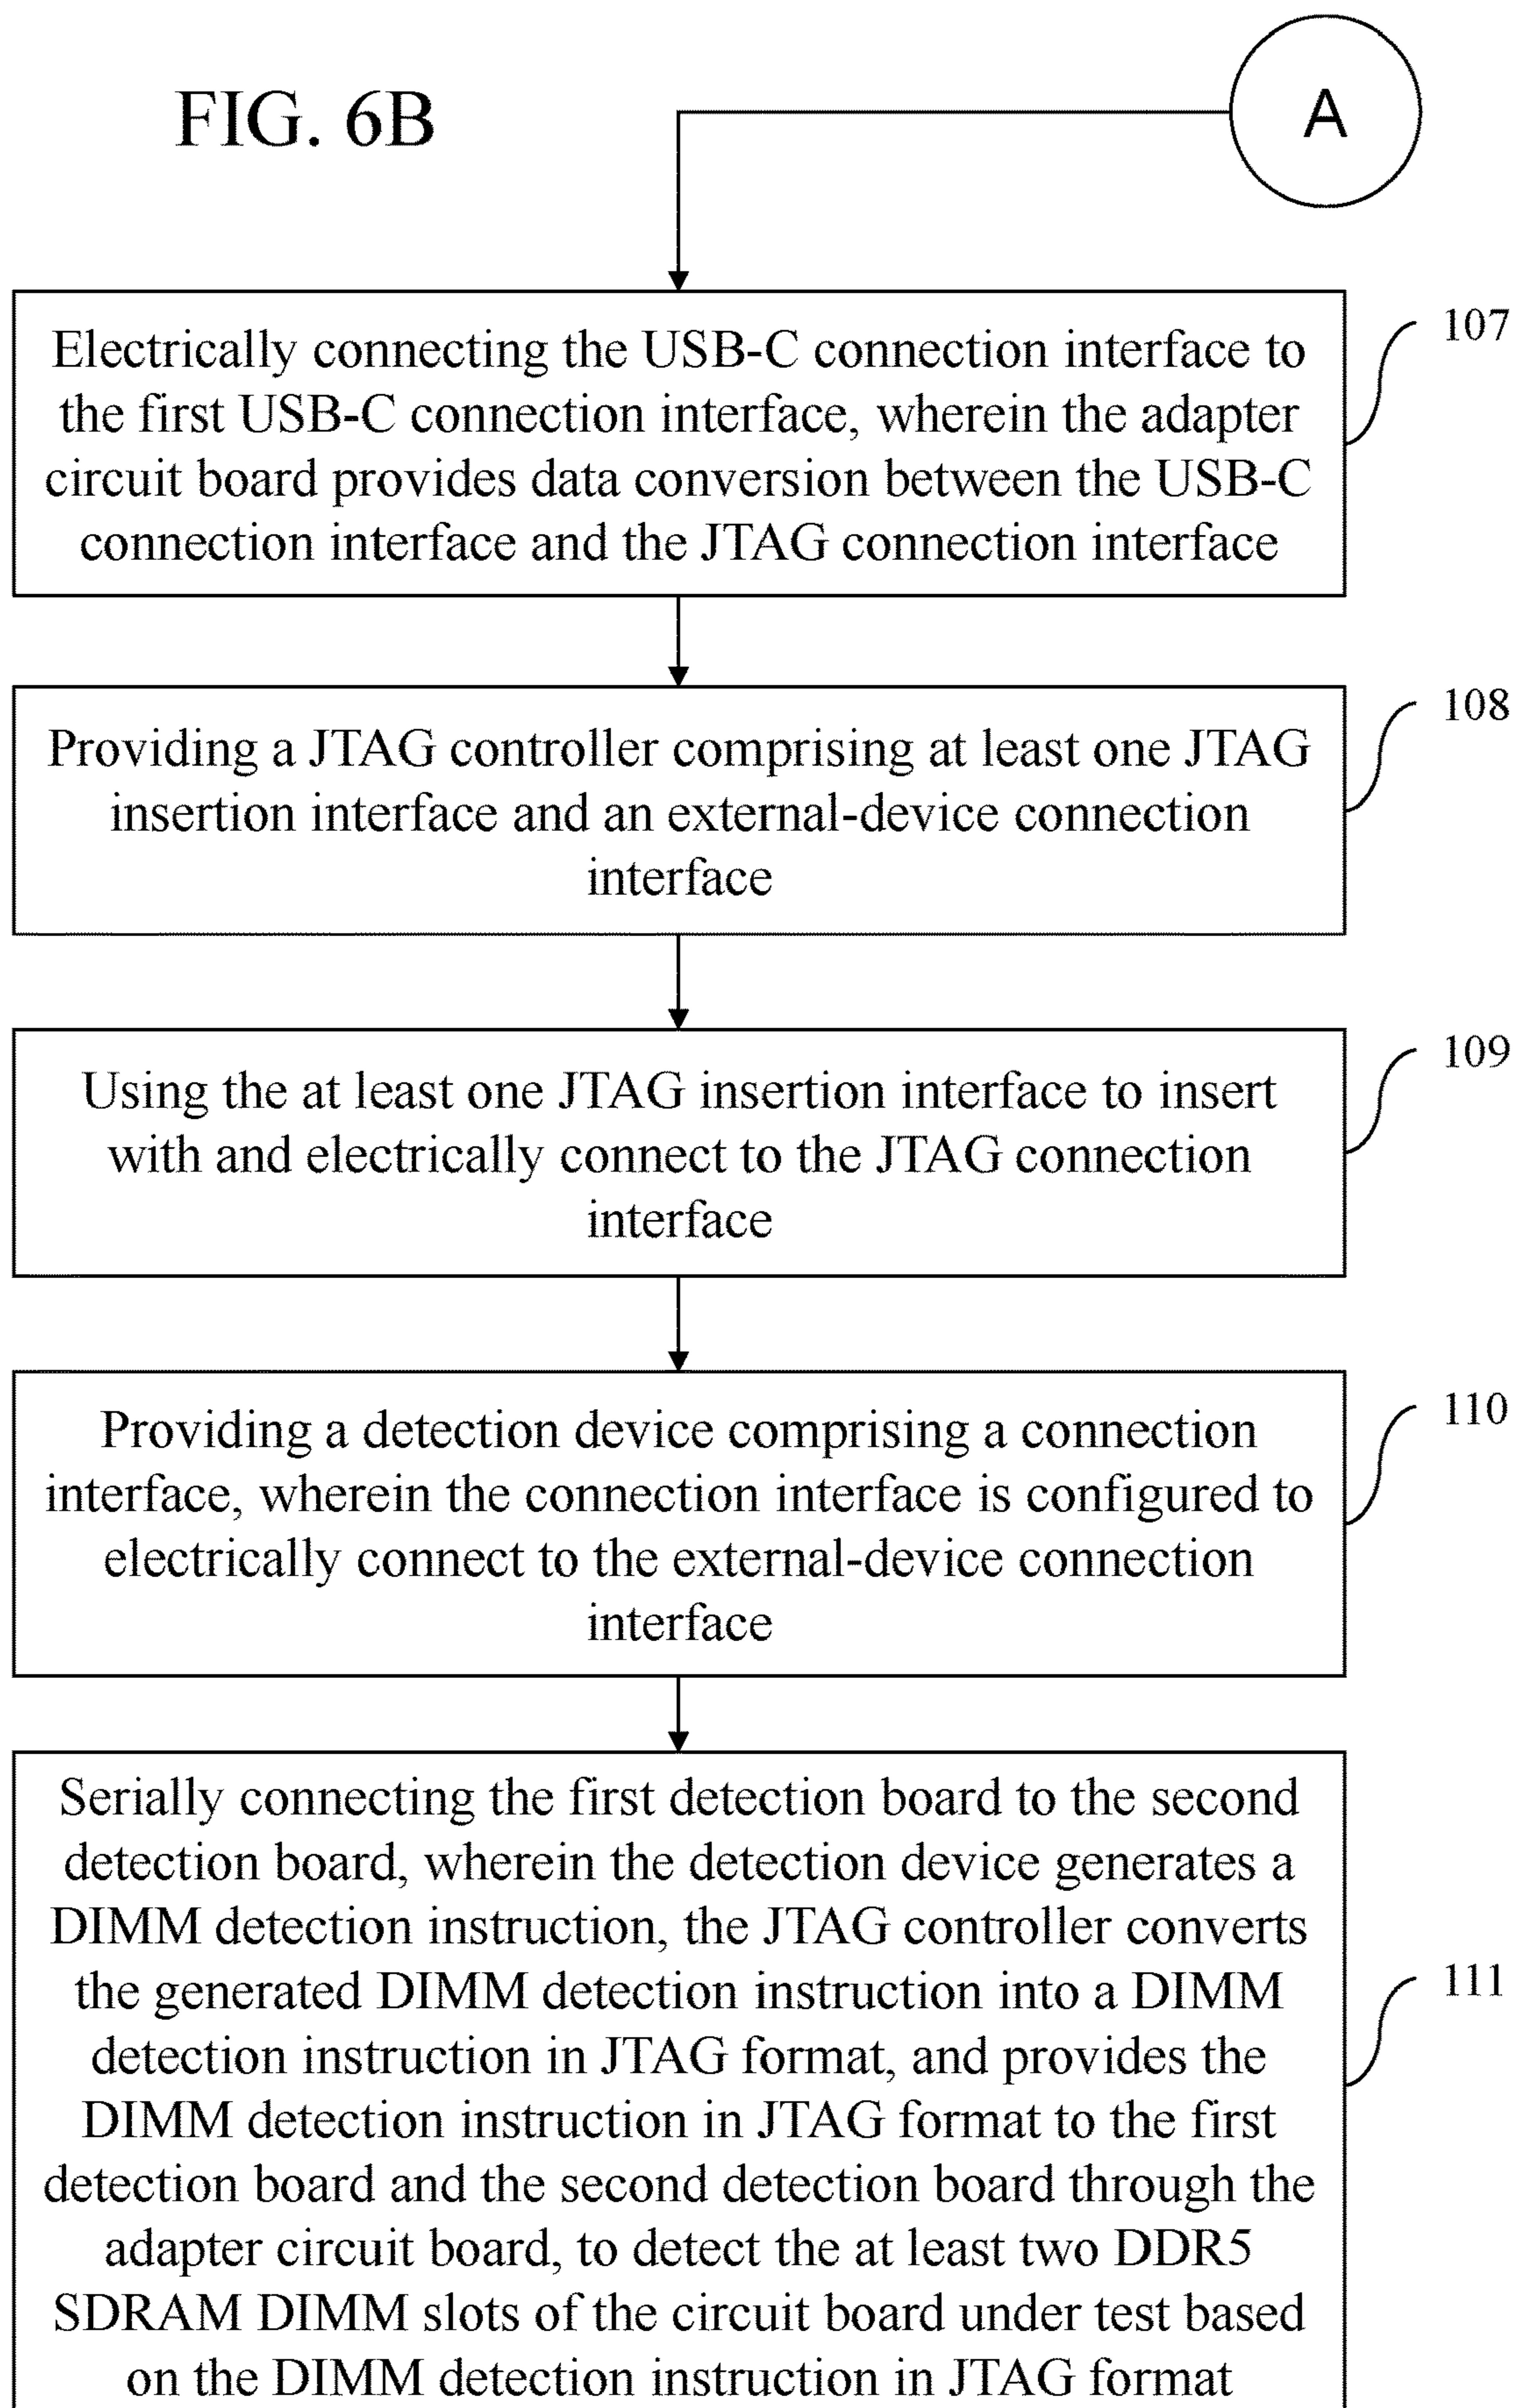 FIG. 6B
A
Electrically connecting the USB-C connection interface to
the first USB-C connection interface, wherein the adapter
circuit board provides data conversion between the USB-C
connection interface and the JTAG connection interface
107
Providing a JTAG controller comprising at least one JTAG
insertion interface and an external-device connection
interface
108
Using the at least one JTAG insertion interface to insert
with and electrically connect to the JTAG connection
interface
109
Providing a detection device comprising a connection
interface, wherein the connection interface is configured to
electrically connect to the external-device connection
interface
110
Serially connecting the first detection board to the second
detection board, wherein the detection device generates a
DIMM detection instruction, the JTAG controller converts
the generated DIMM detection instruction into a DIMM
detection instruction in JTAG format, and provides the
DIMM detection instruction in JTAG format to the first
detection board and the second detection board through the
adapter circuit board, to detect the at least two DDR5
SDRAM DIMM slots of the circuit board under test based
on the DIMM detection instruction in JTAG format
111